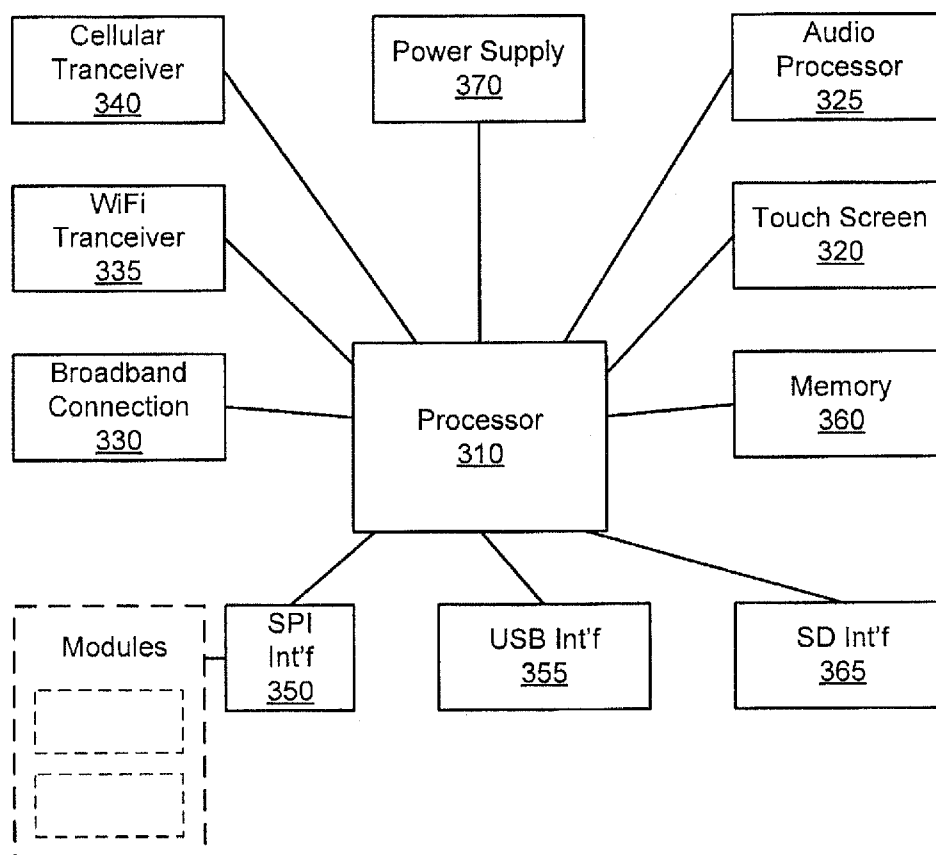 Cellular
Tranceiver
340
Power Supply
370
Audio
Processor
325
WiFi
Tranceiver
335
Touch Screen
320
Broadband
Connection
330
Processor
310
Memory
360
Modules
SPI
Int'f
350
USB Int'f
355
SD Int'f
365